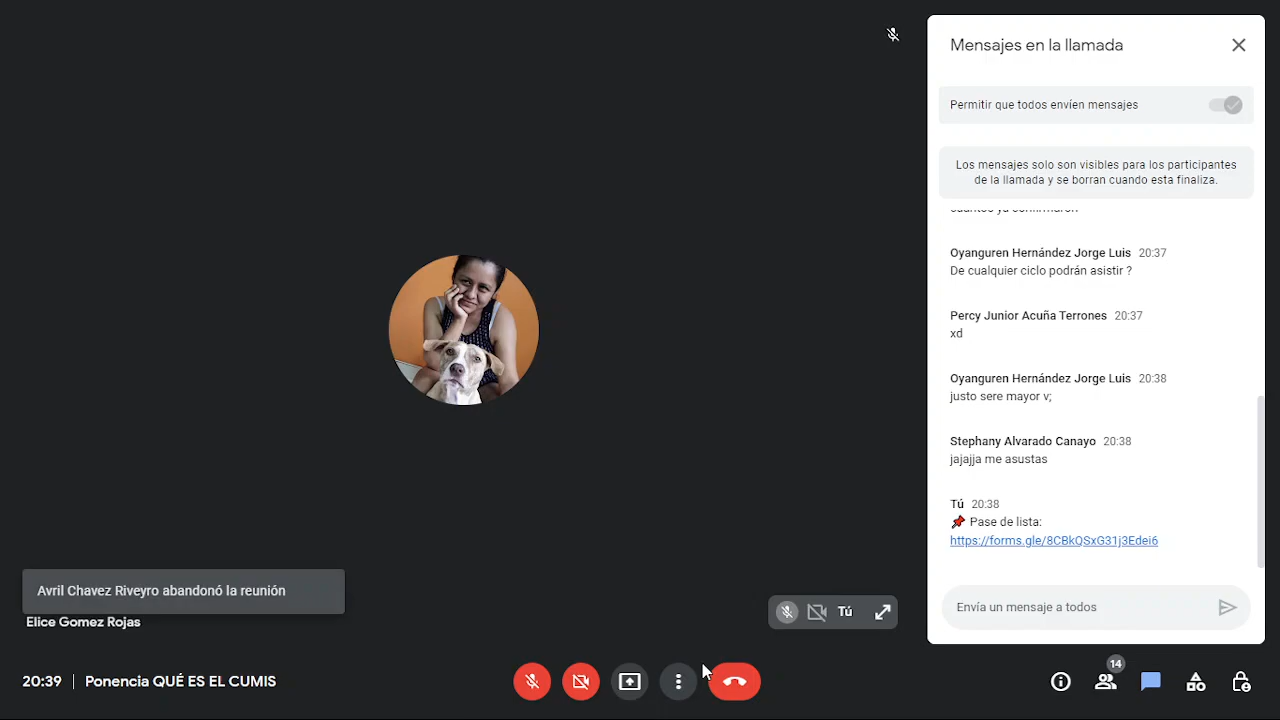 Mensajes en la llamada
Permitir que todos envíen mensajes
Los mensajes solo son visibles para los participantes
de la llamada y se borran cuando esta finaliza.
cuántos ya confirmaron
Oyanguren Hernández Jorge Luis 20:37
De cualquier ciclo podrán asistir ?
Percy Junior Acuña Terrones 20:37
xd
Oyanguren Hernández Jorge Luis 20:38
justo sere mayor v;
Stephany Alvarado Canayo 20:38
jajajja me asustas
Tú 20:38
📌 Pase de lista:
https://forms.gle/8CBkQSxG31j3Edei6
Envía un mensaje a todos
Avril Chavez Riveyro abandonó la reunión
Elice Gomez Rojas
Tú
20:39 | Ponencia QUÉ ES EL CUMIS
14